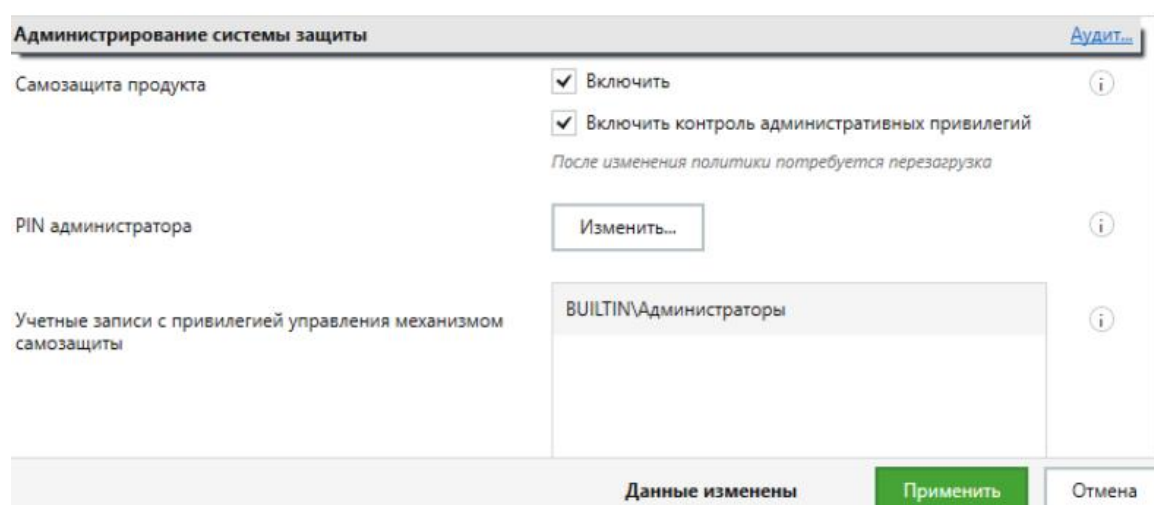 Администрирование системы защиты Аудит...
Самозащита продукта Включить
Включить контроль административных привилегий
После изменения политики потребуется перезагрузка
PIN администратора Изменить...
Учетные записи с привилегией управления механизмом
самозащиты
BUILTIN\Администраторы
Данные изменены Применить Отмена